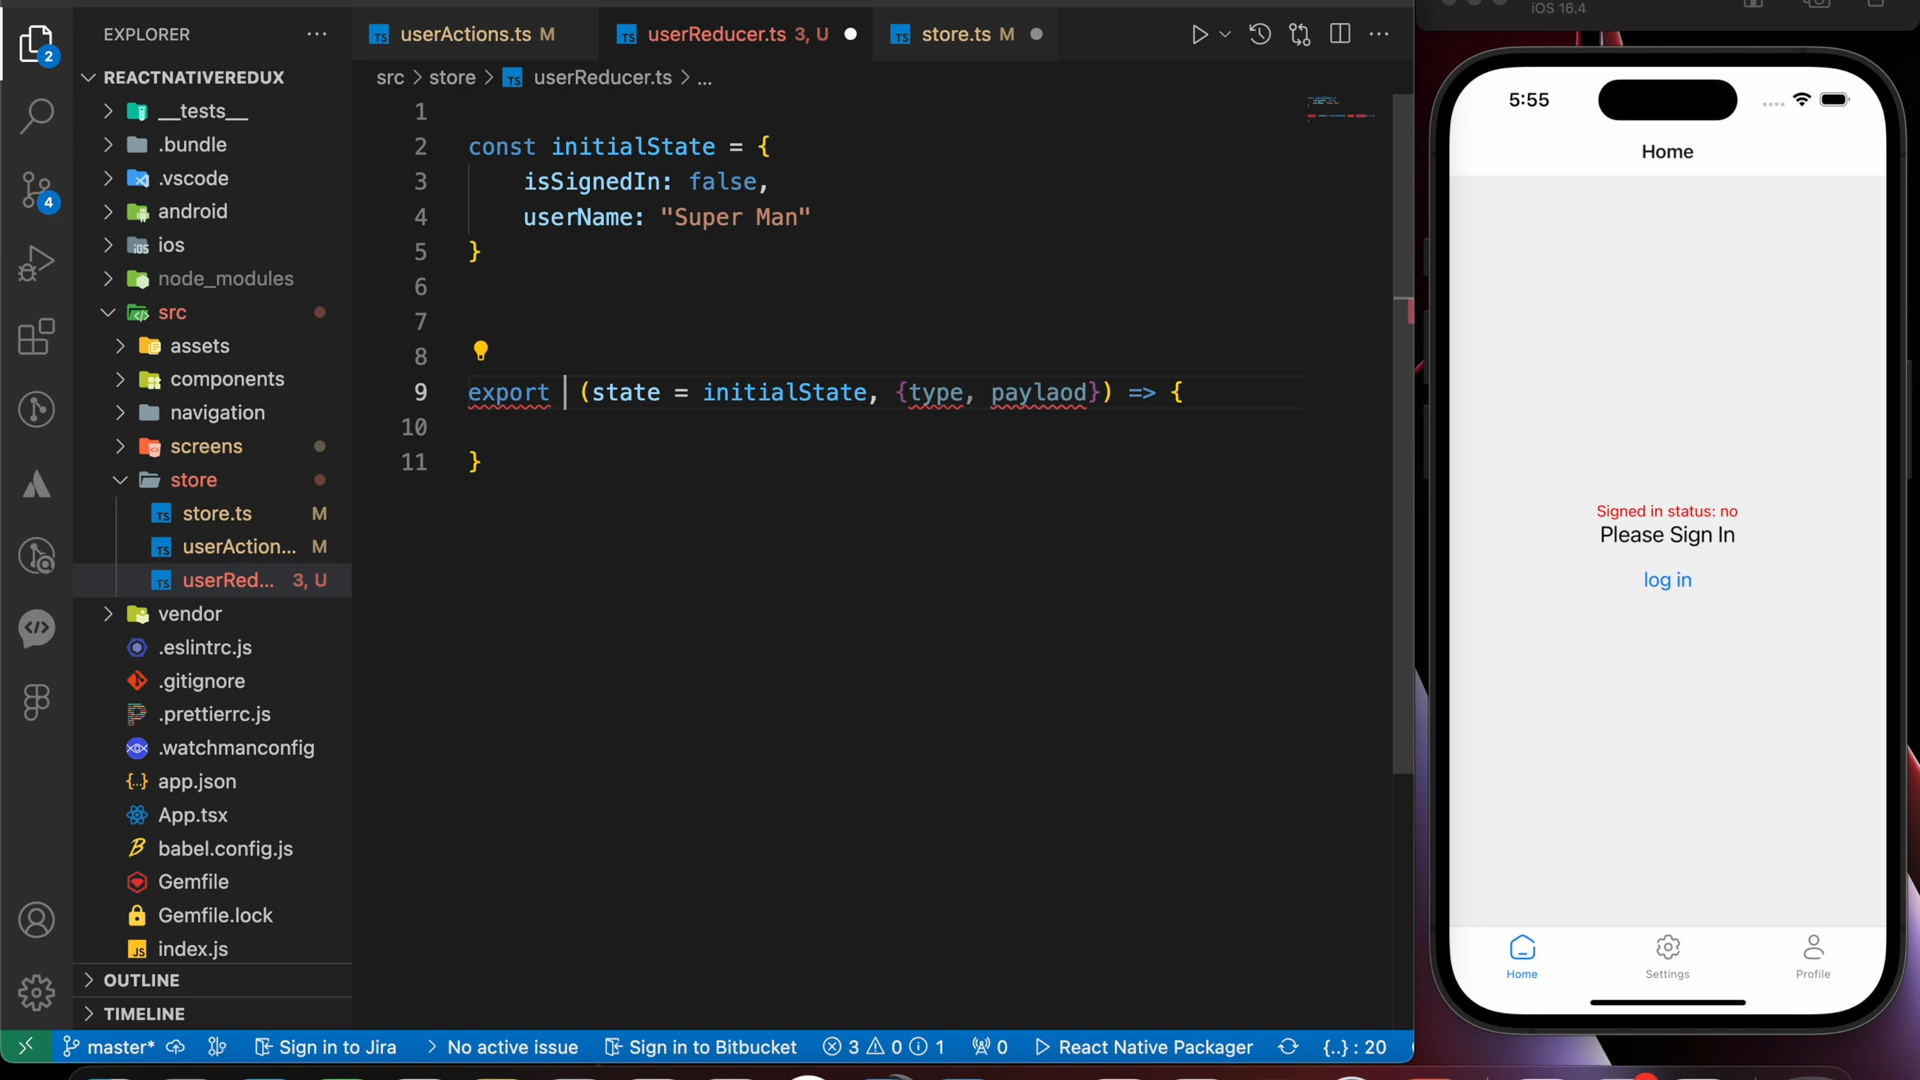 EXPLORER
REACTNATIVEREDUX
__tests__
.bundle
.vscode
android
ios
node_modules
src
assets
components
navigation
screens
store
store.ts M
userAction... M
userRed... 3, U
vendor
.eslintrc.js
.gitignore
.prettierrc.js
.watchmanconfig
app.json
App.tsx
babel.config.js
Gemfile
Gemfile.lock
index.js
OUTLINE
TIMELINE
2
4
userActions.ts M
userReducer.ts 3, U
store.ts M
src > store > userReducer.ts > ...
1
2 const initialState = {
3 isSignedIn: false,
4 userName: "Super Man"
5 }
6
7
8
9 export (state = initialState, {type, paylaod}) => {
10
11 }
master* Sign in to Jira No active issue Sign in to Bitbucket 3 0 1 0 React Native Packager {..} : 20
iOS 16.4
5:55
Home
Signed in status: no
Please Sign In
log in
Home Settings Profile